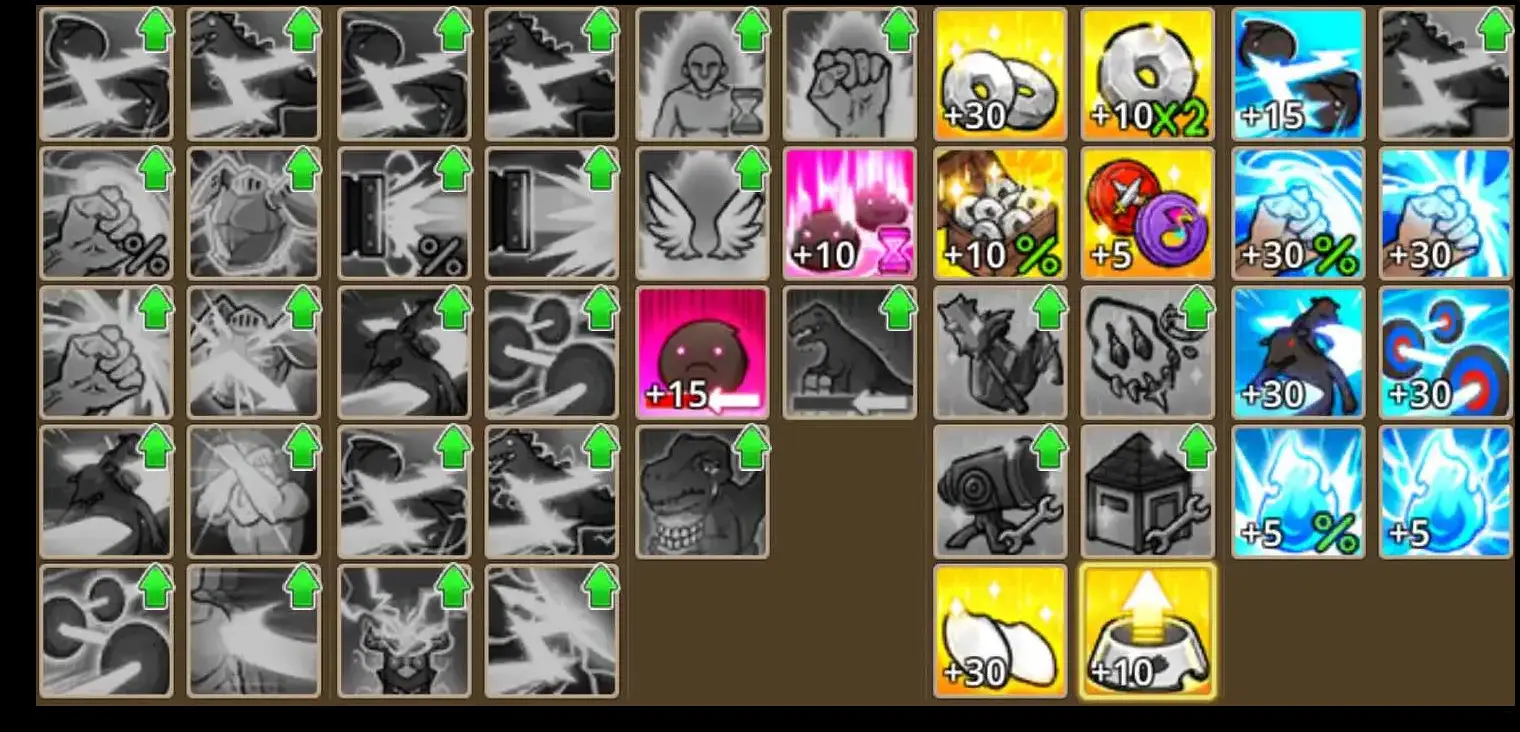 +30 +10 X2 +15
% +10 +10 % +5 +30 % +30
+15 +30 +30
+5 % +5
+30 +10